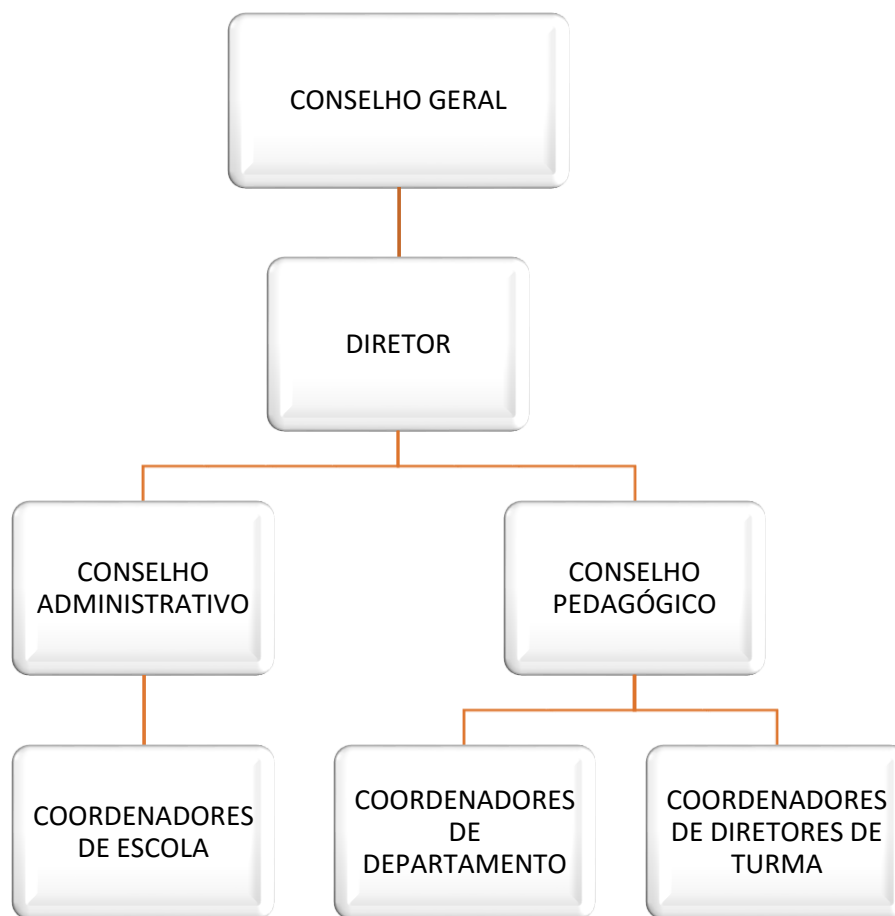 CONSELHO GERAL
DIRETOR
CONSELHO
ADMINISTRATIVO
CONSELHO
PEDAGÓGICO
COORDENADORES
DE ESCOLA
COORDENADORES
DE
DEPARTAMENTO
COORDENADORES
DE DIRETORES DE
TURMA